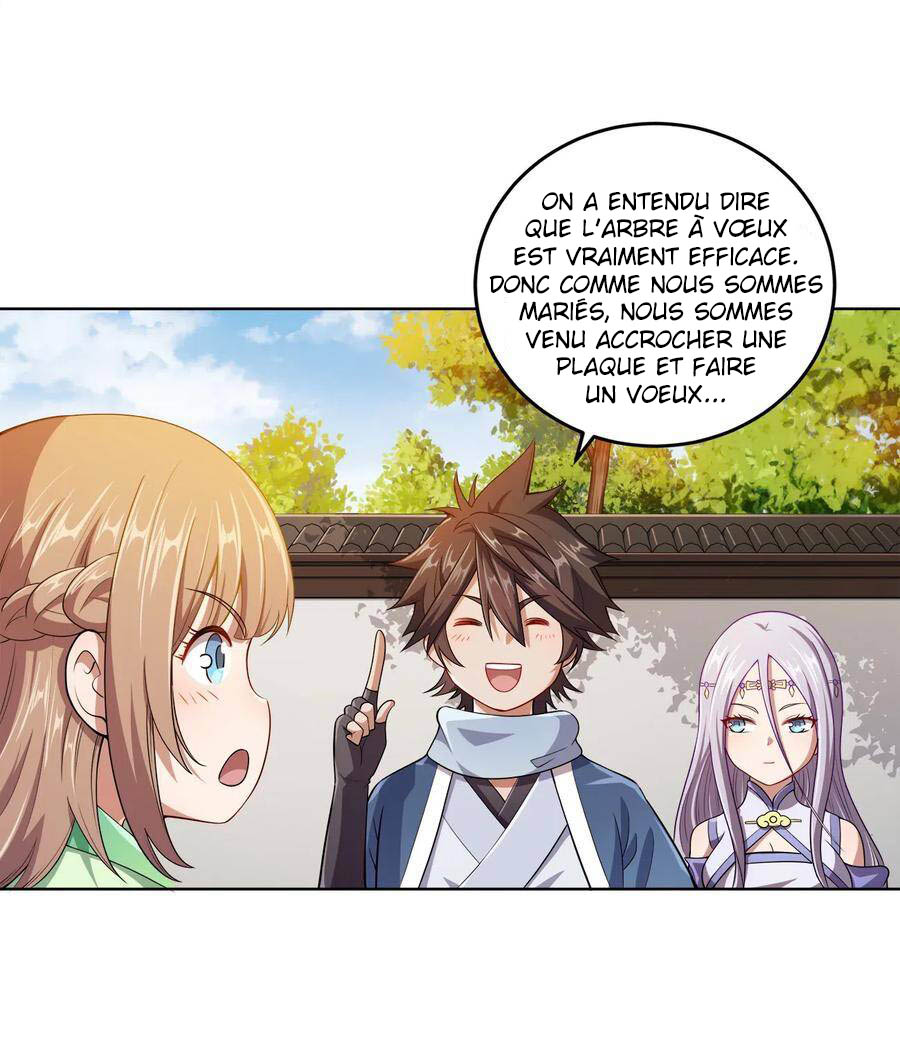 ON A ENTENDU DIRE
QUE L'ARBRE À VŒUX
EST VRAIMENT EFFICACE.
DONC COMME NOUS SOMMES
MARIÉS, NOUS SOMMES
VENU ACCROCHER UNE
PLAQUE ET FAIRE
UN VOEUX...